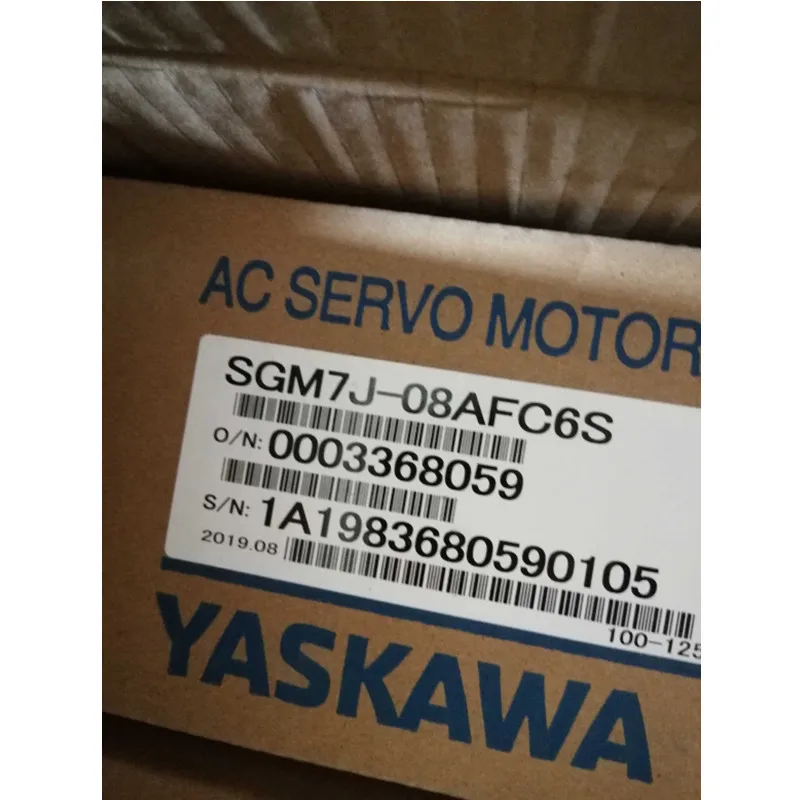 AC SERVO MOTOR
SGM7J-08AFC6S
O/N: 0003368059
S/N: 1A1983680590105
2019.08
100-125
YASKAWA